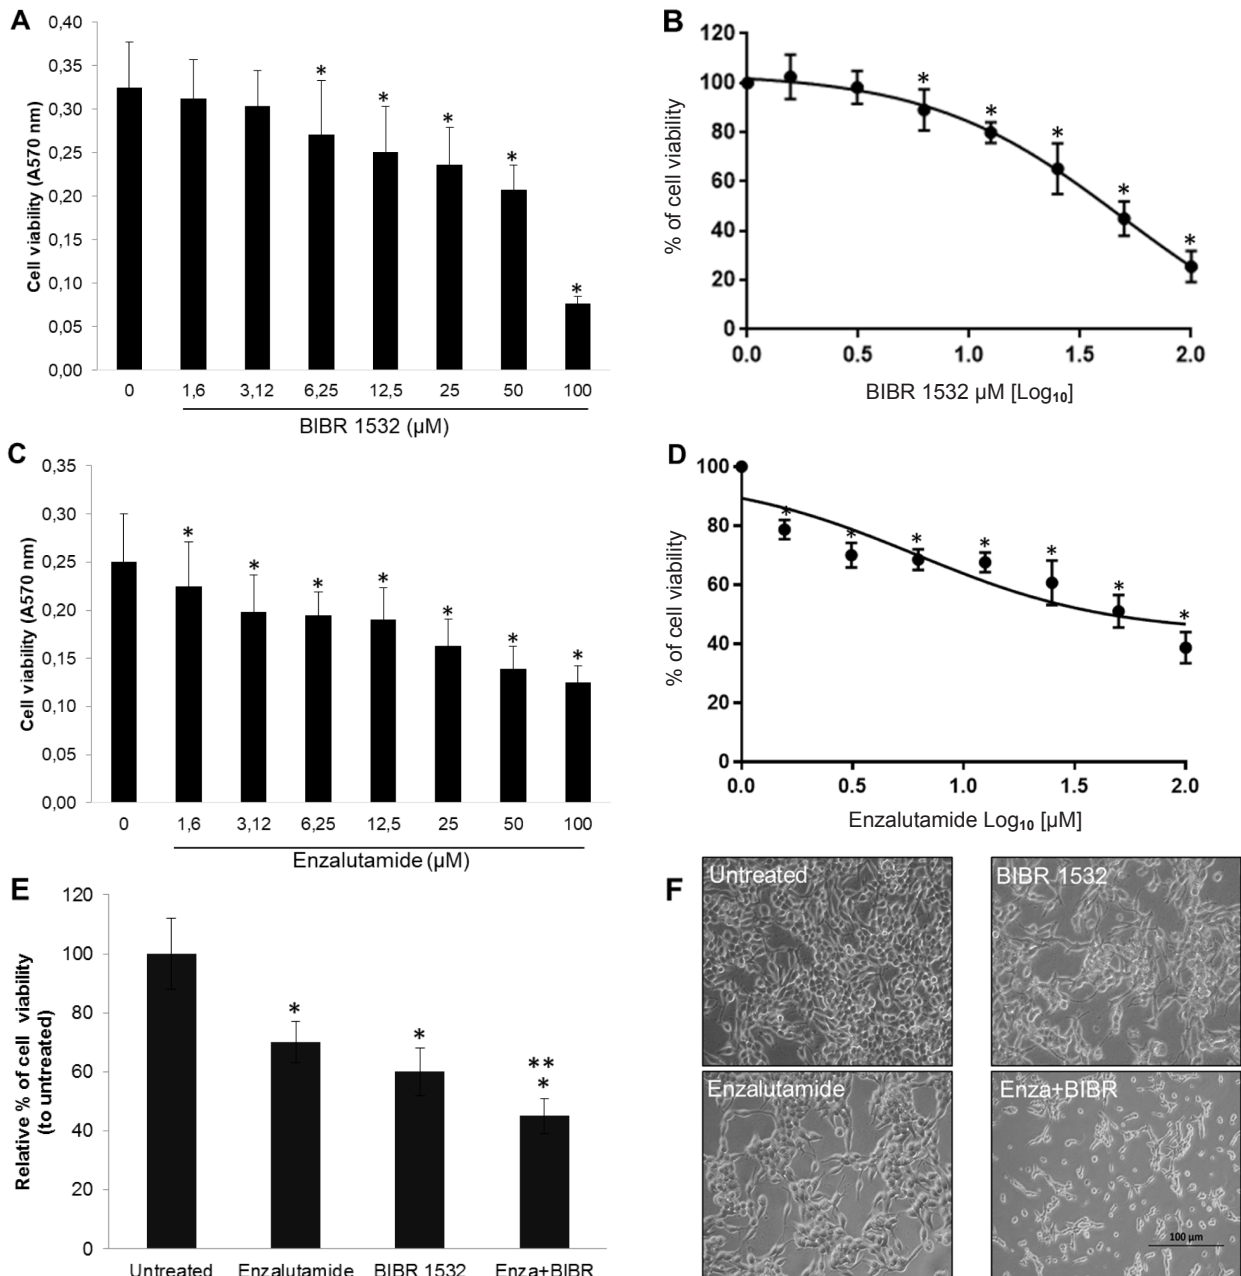 A
Cell viability (A570 nm)
0,40
0,35
0,30
0,25
0,20
0,15
0,10
0,05
0,00
* * * * *
0 1,6 3,12 6,25 12,5 25 50 100
BIBR 1532 (µM)
B
% of cell viability
120
100
80
60
40
20
0
* * * * *
0.0 0.5 1.0 1.5 2.0
BIBR 1532 µM [Log₁₀]
C
Cell viability (A570 nm)
0,35
0,30
0,25
0,20
0,15
0,10
0,05
0,00
* * * * * * *
0 1,6 3,12 6,25 12,5 25 50 100
Enzalutamide (µM)
D
% of cell viability
100
80
60
40
20
0
* * * * * * *
0.0 0.5 1.0 1.5 2.0
Enzalutamide Log₁₀ [µM]
E
Relative % of cell viability
(to untreated)
120
100
80
60
40
20
0
* * ** *
Untreated Enzalutamide BIBR 1532 Enza+BIBR
F
Untreated
BIBR 1532
Enzalutamide
Enza+BIBR
100 µm